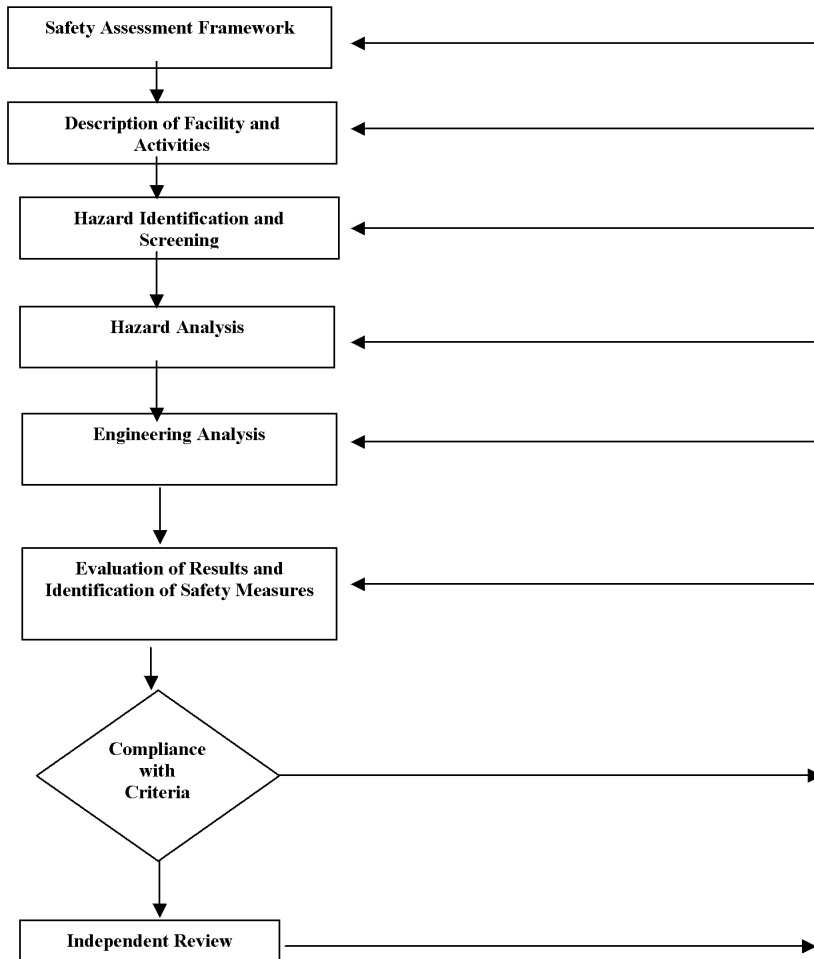 Safety Assessment Framework
Description of Facility and
Activities
Hazard Identification and
Screening
Hazard Analysis
Engineering Analysis
Evaluation of Results and
Identification of Safety Measures
Compliance
with
Criteria
Independent Review